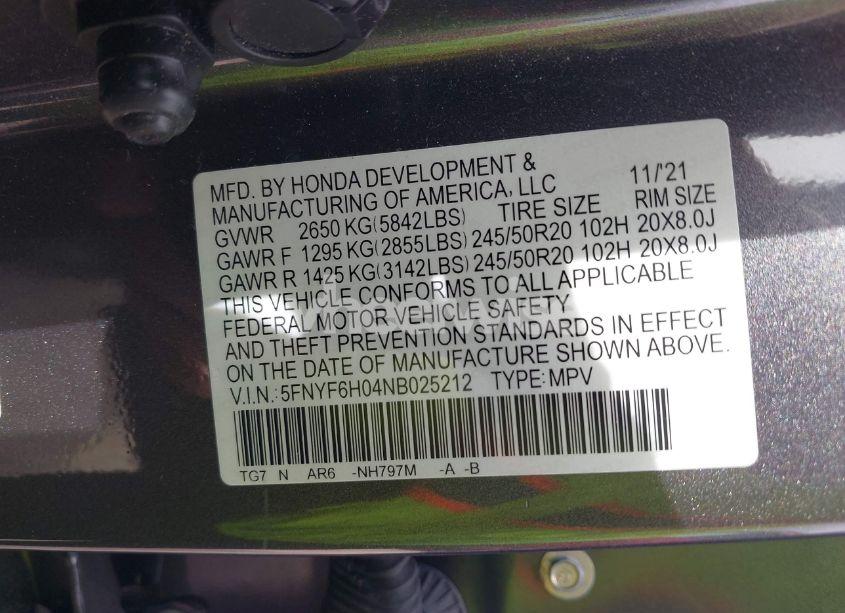 MFD. BY HONDA DEVELOPMENT & 11/'21
MANUFACTURING OF AMERICA, LLC RIM SIZE
GVWR 2650 KG(5842LBS) TIRE SIZE
GAWR F 1295 KG(2855LBS) 245/50R20 102H 20X8.0J
GAWR R 1425 KG(3142LBS) 245/50R20 102H 20X8.0J
THIS VEHICLE CONFORMS TO ALL APPLICABLE
FEDERAL MOTOR VEHICLE SAFETY
AND THEFT PREVENTION STANDARDS IN EFFECT
ON THE DATE OF MANUFACTURE SHOWN ABOVE.
V.I.N.:5FNYF6H04NB025212 TYPE:MPV
TG7 N AR6 -NH797M -A -B